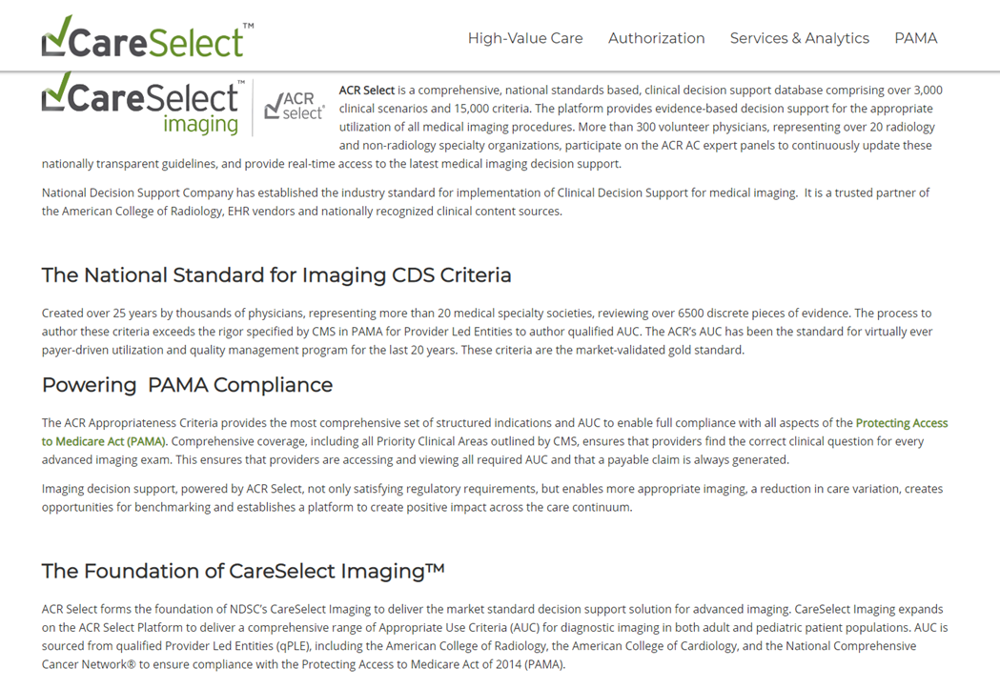 CareSelect™
High-Value Care Authorization Services & Analytics PAMA
CareSelect™
imaging
ACR
select®
ACR Select is a comprehensive, national standards based, clinical decision support database comprising over 3,000
clinical scenarios and 15,000 criteria. The platform provides evidence-based decision support for the appropriate
utilization of all medical imaging procedures. More than 300 volunteer physicians, representing over 20 radiology
and non-radiology specialty organizations, participate on the ACR AC expert panels to continuously update these
nationally transparent guidelines, and provide real-time access to the latest medical imaging decision support.
National Decision Support Company has established the industry standard for implementation of Clinical Decision Support for medical imaging.  It is a trusted partner of
the American College of Radiology, EHR vendors and nationally recognized clinical content sources.
The National Standard for Imaging CDS Criteria
Created over 25 years by thousands of physicians, representing more than 20 medical specialty societies, reviewing over 6500 discrete pieces of evidence. The process to
author these criteria exceeds the rigor specified by CMS in PAMA for Provider Led Entities to author qualified AUC. The ACR's AUC has been the standard for virtually ever
payer-driven utilization and quality management program for the last 20 years. These criteria are the market-validated gold standard.
Powering  PAMA Compliance
The ACR Appropriateness Criteria provides the most comprehensive set of structured indications and AUC to enable full compliance with all aspects of the Protecting Access
to Medicare Act (PAMA). Comprehensive coverage, including all Priority Clinical Areas outlined by CMS, ensures that providers find the correct clinical question for every
advanced imaging exam. This ensures that providers are accessing and viewing all required AUC and that a payable claim is always generated.
Imaging decision support, powered by ACR Select, not only satisfying regulatory requirements, but enables more appropriate imaging, a reduction in care variation, creates
opportunities for benchmarking and establishes a platform to create positive impact across the care continuum.
The Foundation of CareSelect Imaging™
ACR Select forms the foundation of NDSC's CareSelect Imaging to deliver the market standard decision support solution for advanced imaging. CareSelect Imaging expands
on the ACR Select Platform to deliver a comprehensive range of Appropriate Use Criteria (AUC) for diagnostic imaging in both adult and pediatric patient populations. AUC is
sourced from qualified Provider Led Entities (qPLE), including the American College of Radiology, the American College of Cardiology, and the National Comprehensive
Cancer Network® to ensure compliance with the Protecting Access to Medicare Act of 2014 (PAMA).